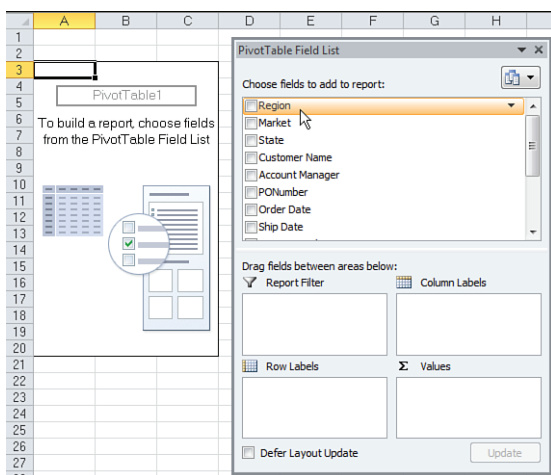 A B C D E F G H
1
2
3
4
5
6
7
8
9
10
11
12
13
14
15
16
17
18
19
20
21
22
23
24
25
26
27
PivotTable1
To build a report, choose fields
from the PivotTable Field List
PivotTable Field List
Choose fields to add to report:
Region
Market
State
Customer Name
Account Manager
PONumber
Order Date
Ship Date
Drag fields between areas below:
Report Filter
Column Labels
Row Labels
Σ Values
Defer Layout Update
Update